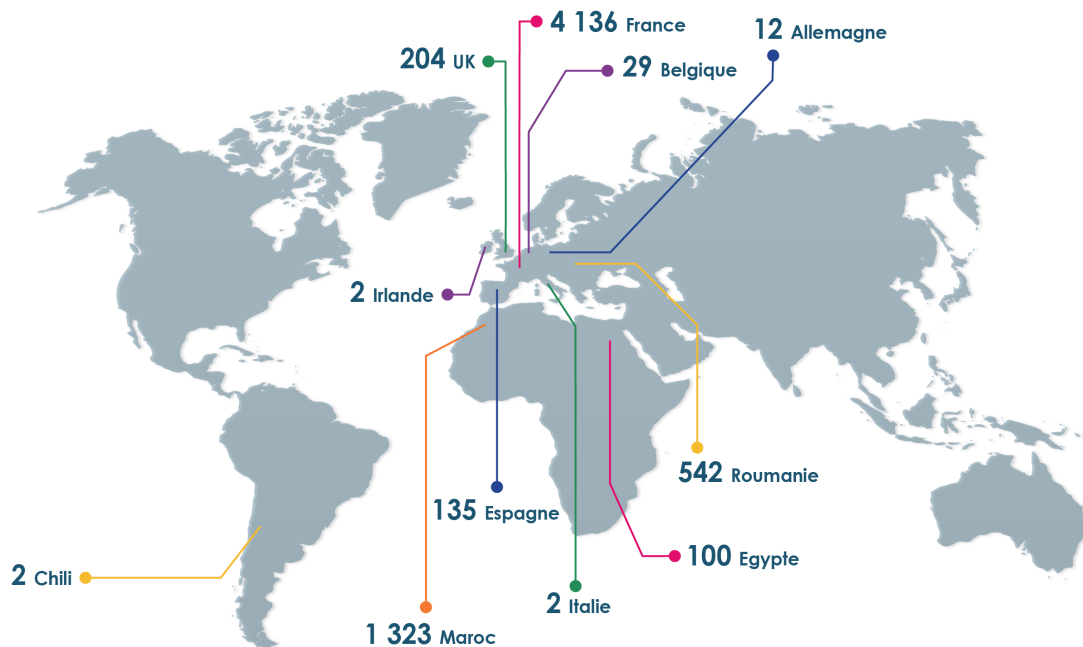 4 136 France
12 Allemagne
204 UK
29 Belgique
2 Irlande
542 Roumanie
135 Espagne
100 Egypte
2 Chili
2 Italie
1 323 Maroc